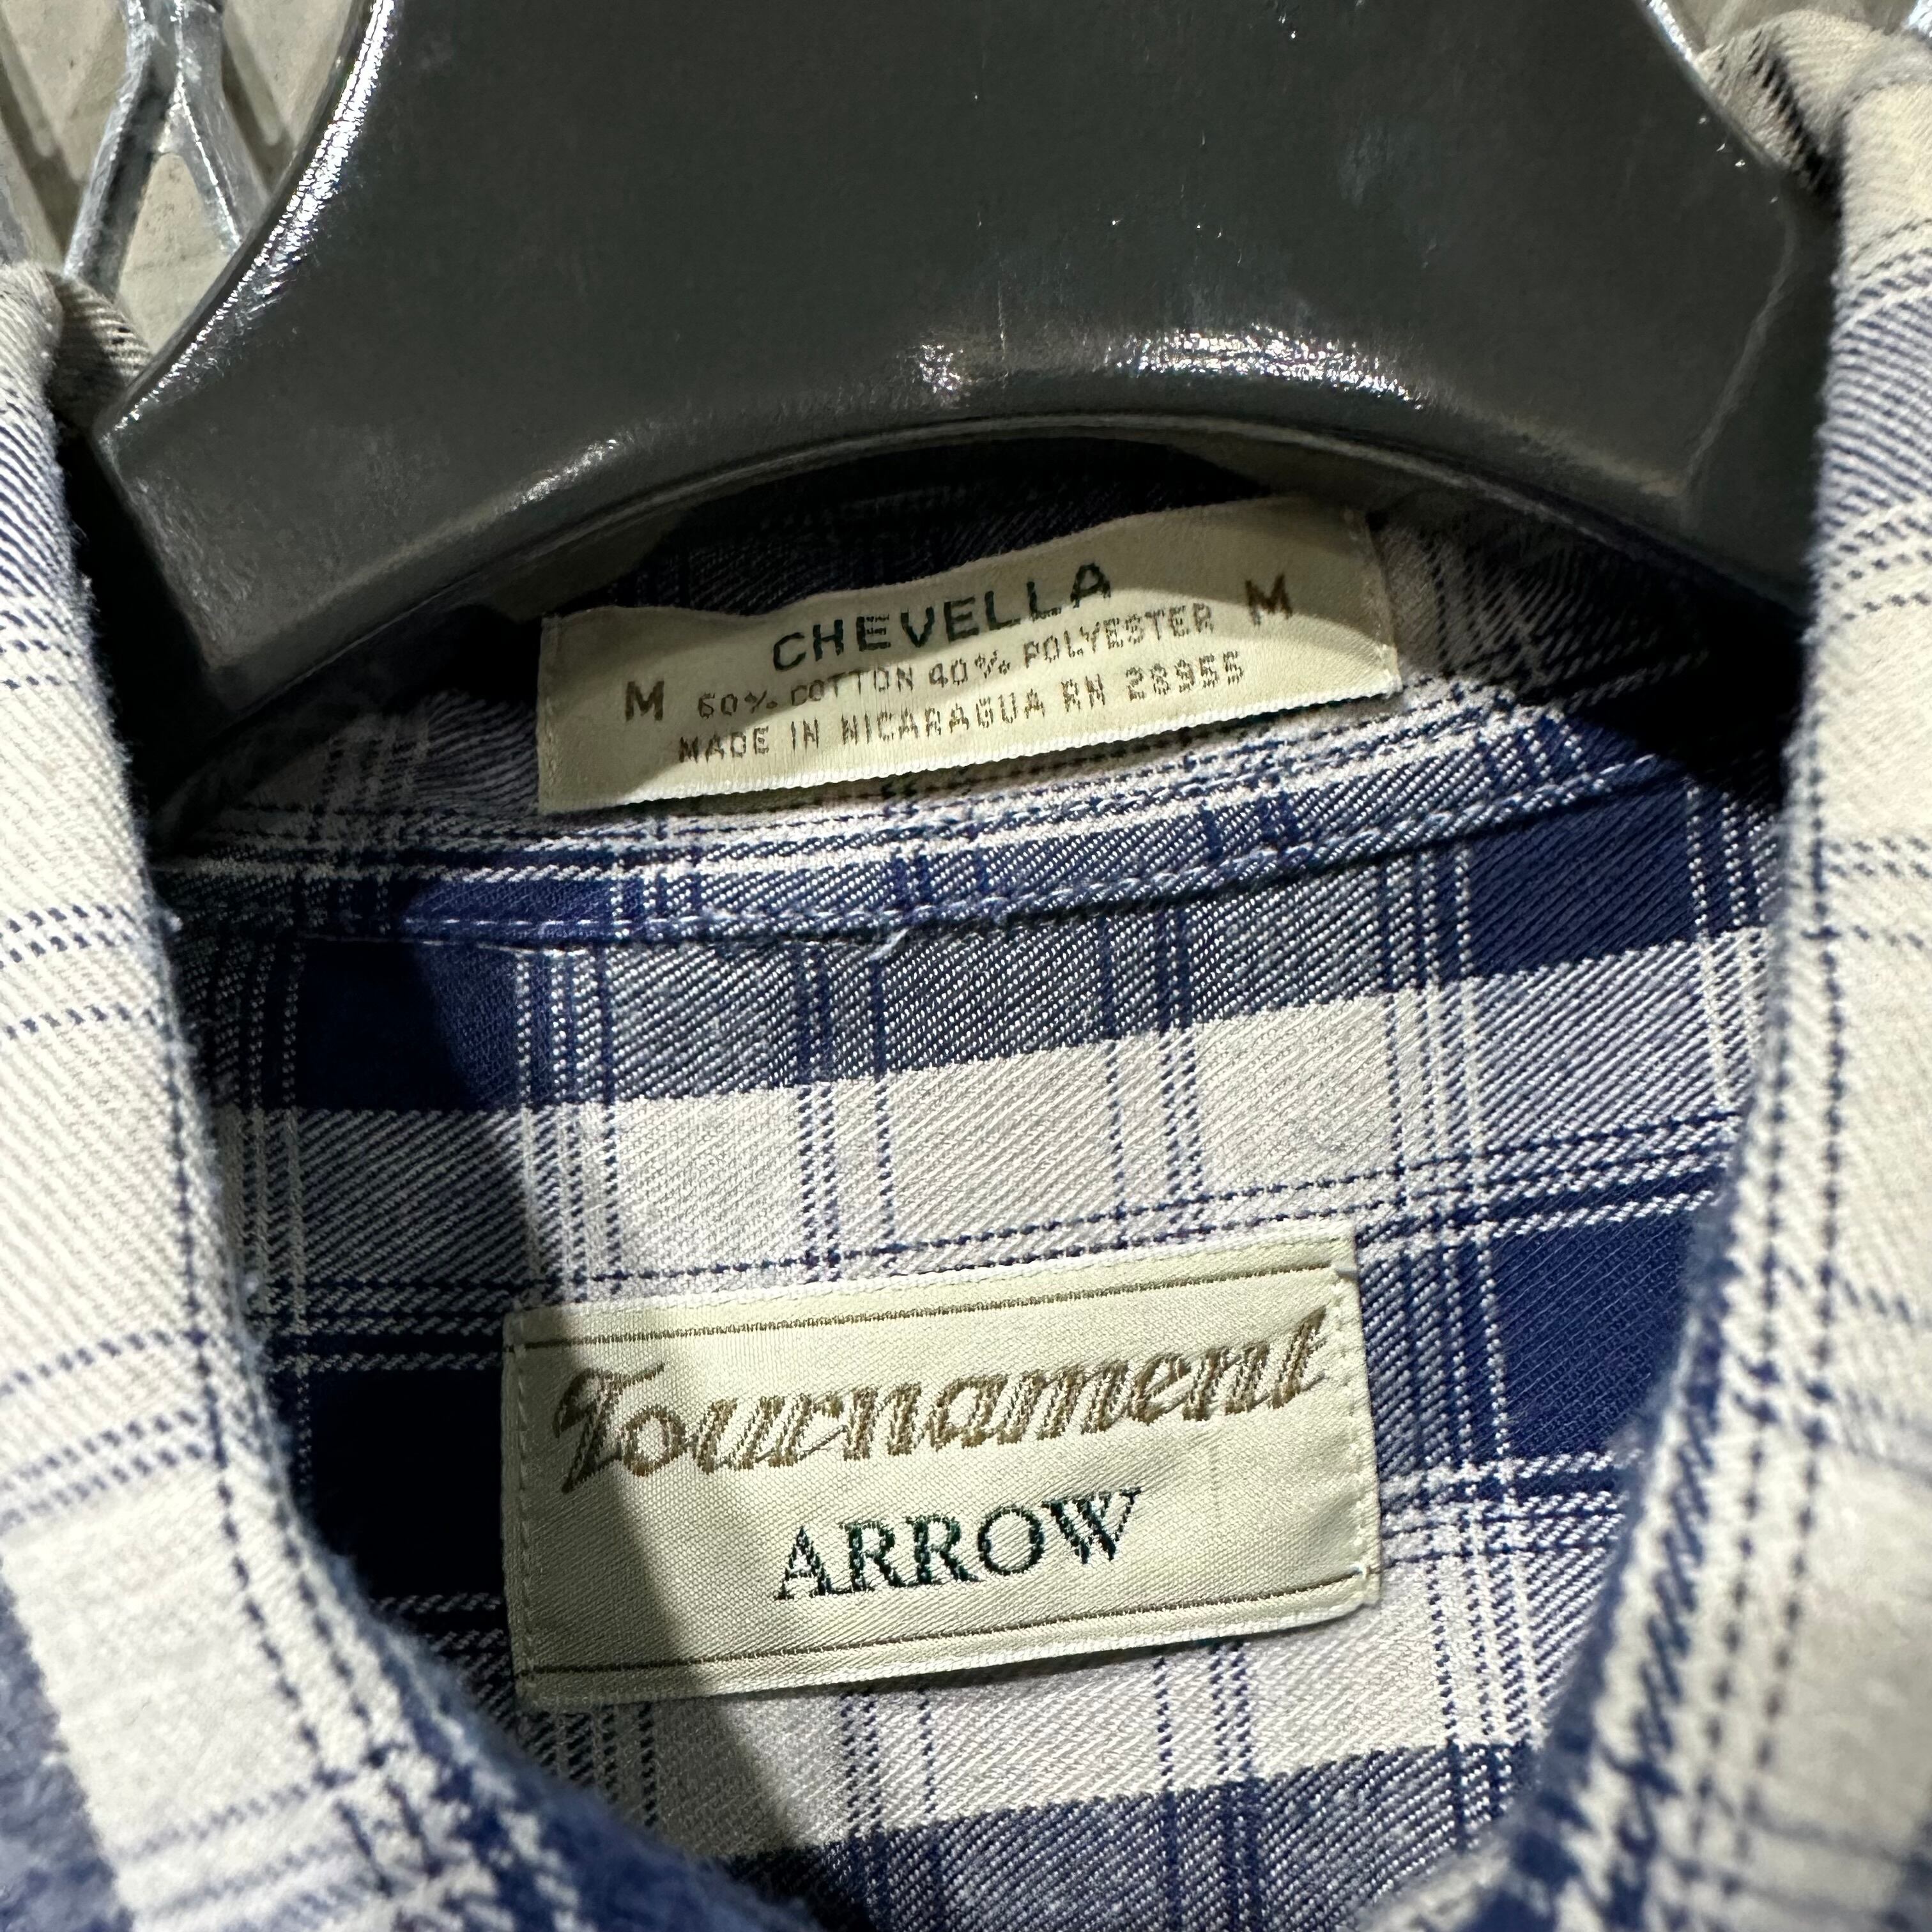 CHEVELLA
M 60% COTTON 40% POLYESTER M
MADE IN NICARAGUA RN 28955
Tournament
ARROW